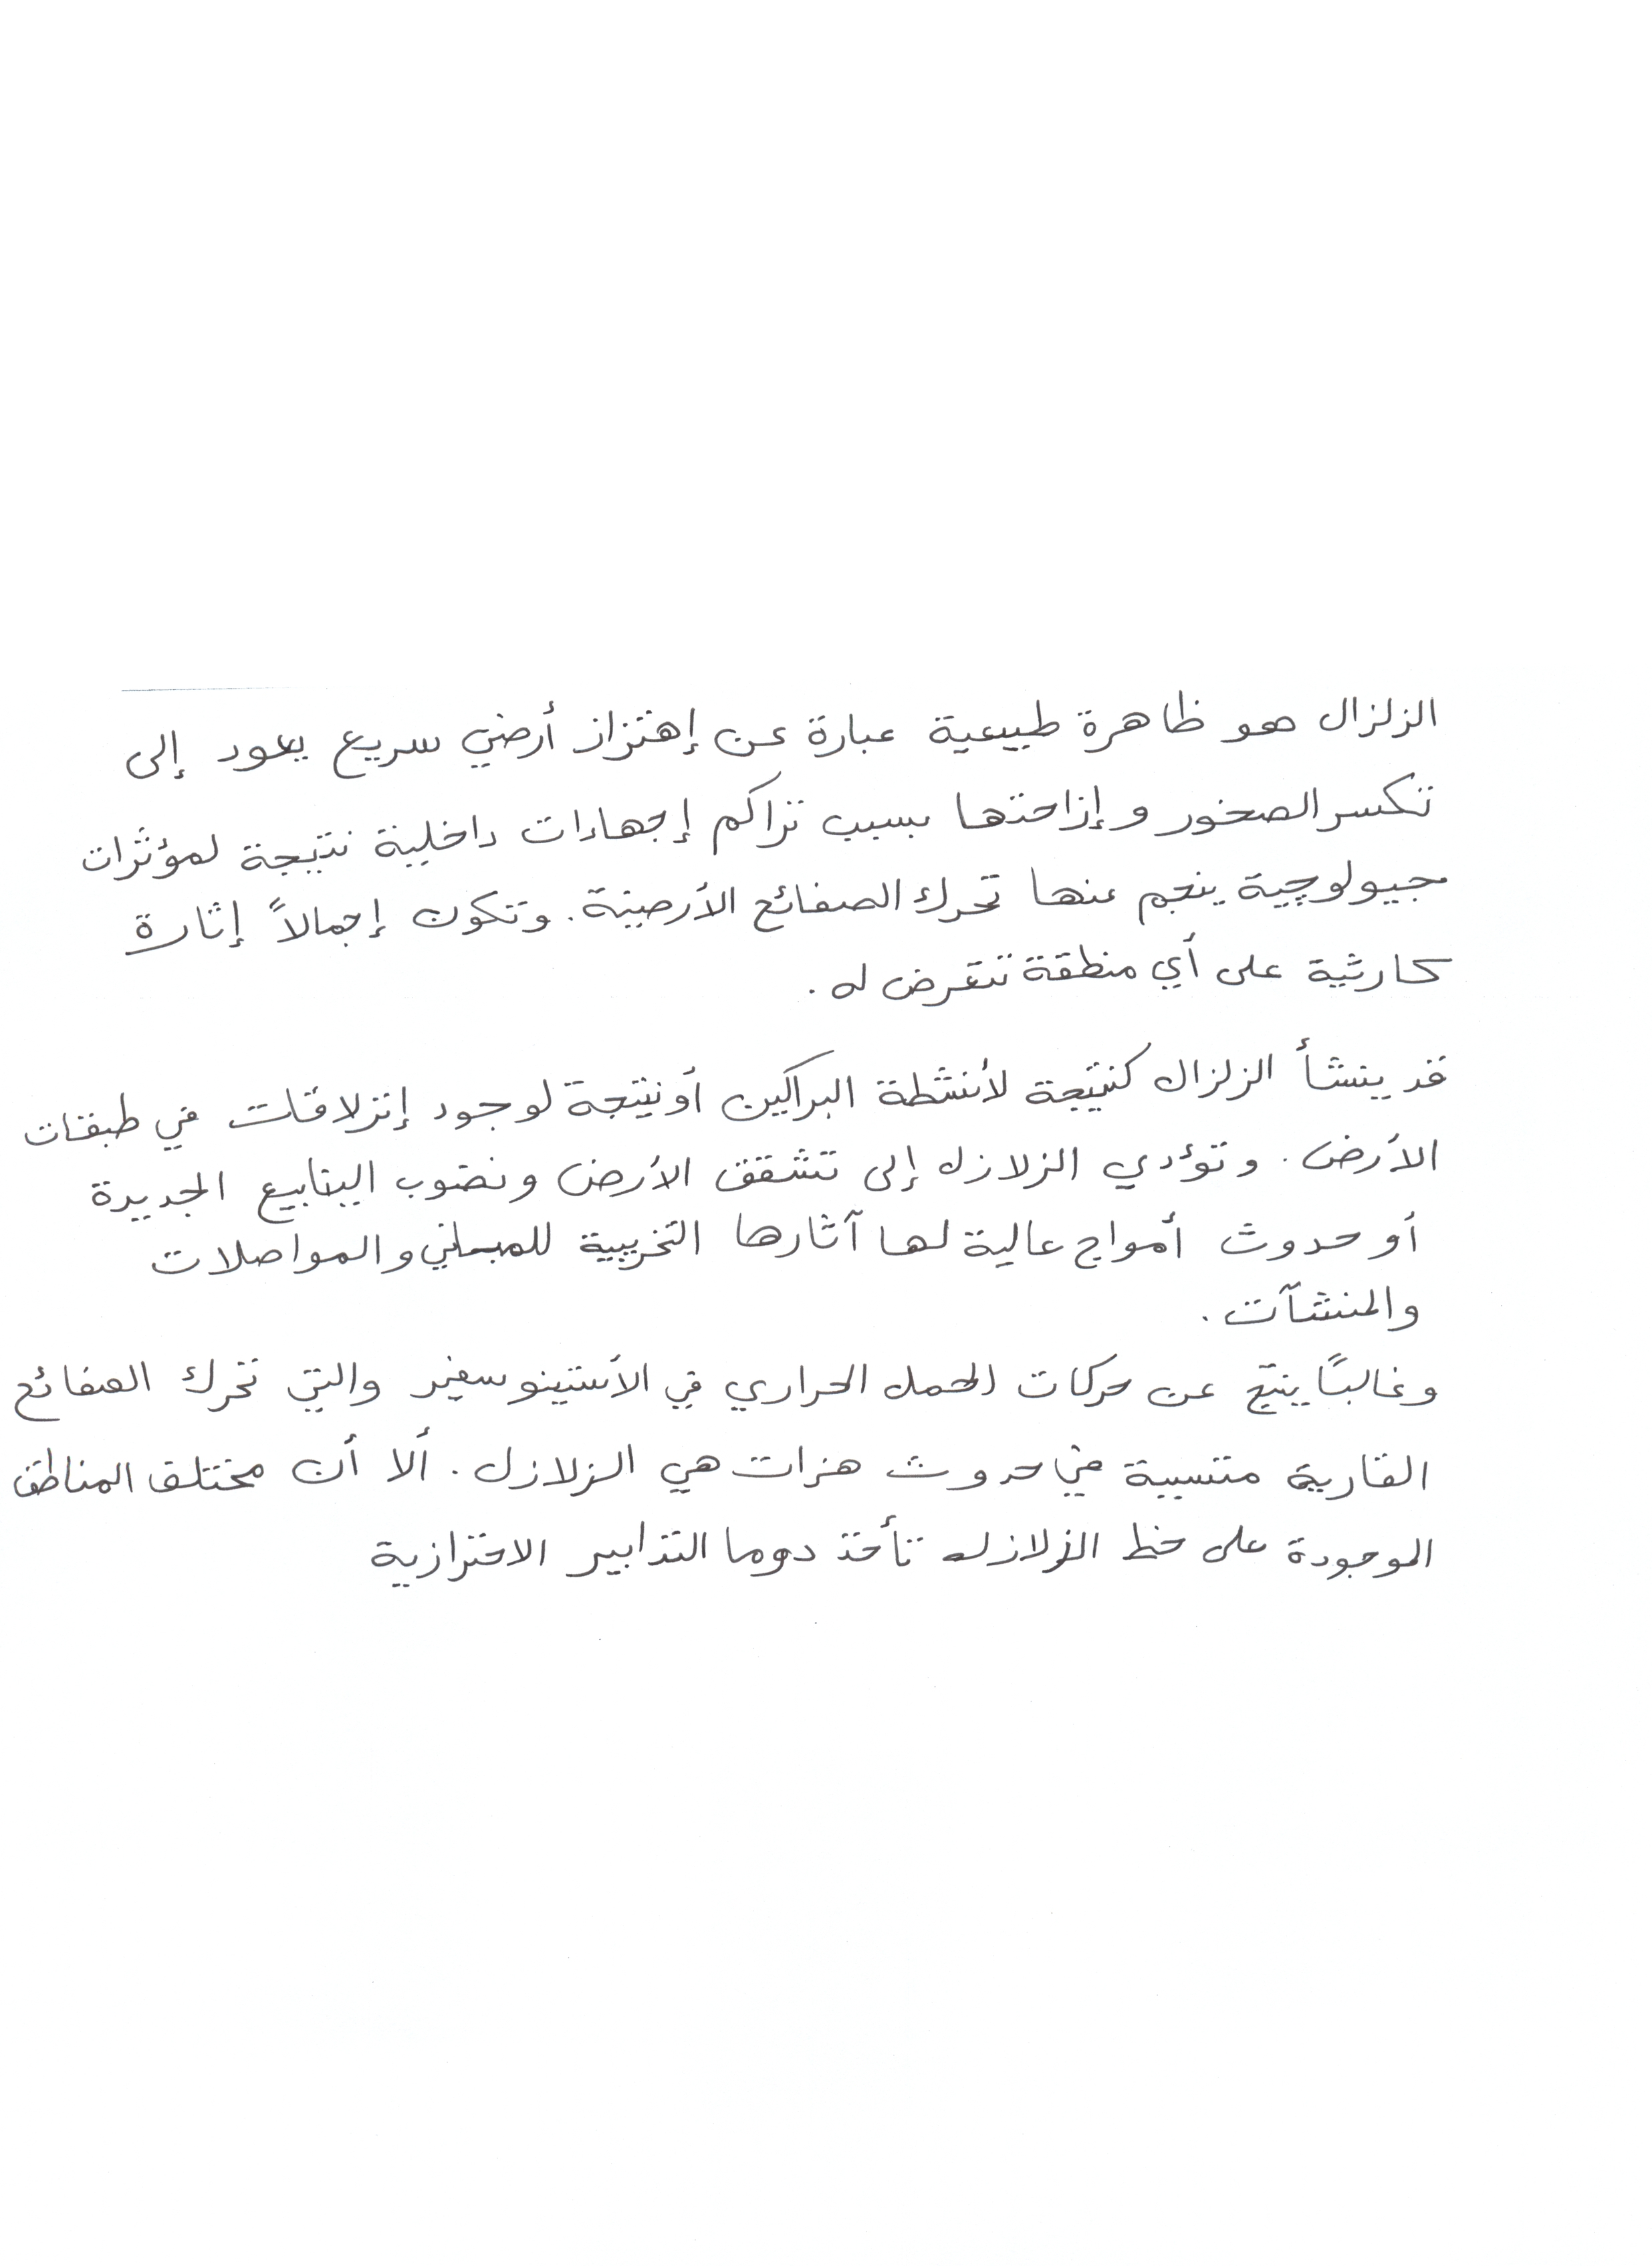 الزلزال هو ظاهرة طبيعية عبارة عن إهتزاز أرضي سريع يعود إلى
تكسر الصخور وإزاحتها بسبب تراكم إجهادات داخلية نتيجة لمؤثرات
جيولوچية ينجم عنها تحرك الصفائح الأرضية. وتكون إجمالاً إثارة
كارثية على أي منطقة تتعرض له.
قد ينشأ الزلزال كنتيجة لأنشطة البراكين أو نتيجة لوجود إنزلاقات في طبقات
الأرض. وتؤدي الزلازل إلى تشقق الأرض ونضوب الينابيع الجديدة
أو حدوث أمواج عالية لها آثارها التخريبية للمباني والمواصلات
والمنشآت.
وغالبًا ينتج عن حركات الحمل الحراري في الأستينوسفير والتي تحرك الصفائح
القارية متسببة في حدوث هزات هي الزلازل. ألا أن مختلف المناطق
الموجودة على خط الزلازل تأخذ دوما التدابير الاحترازية